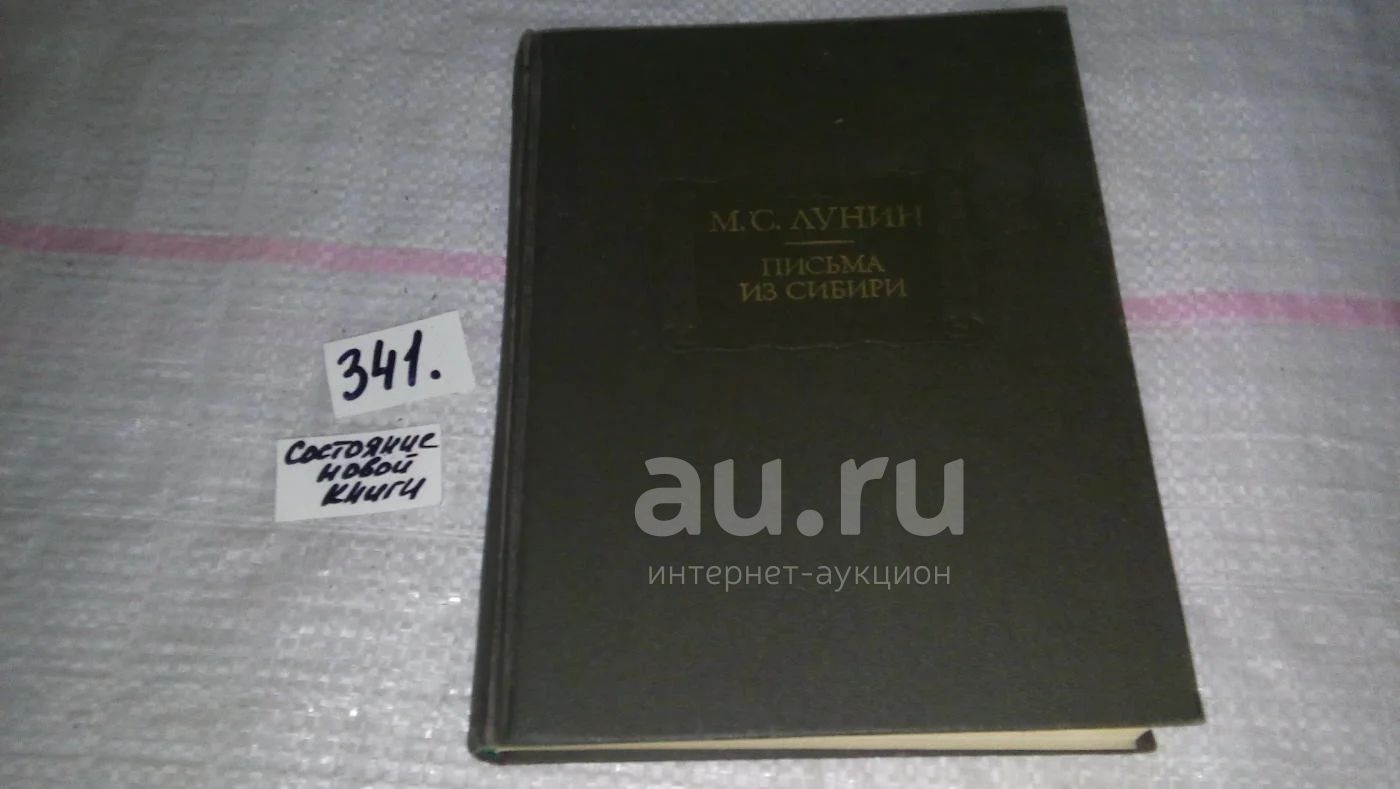 М. С. ЛУНИН
ПИСЬМА
ИЗ СИБИРИ
341.
Состояние
новой
книги
au.ru
интернет-аукцион